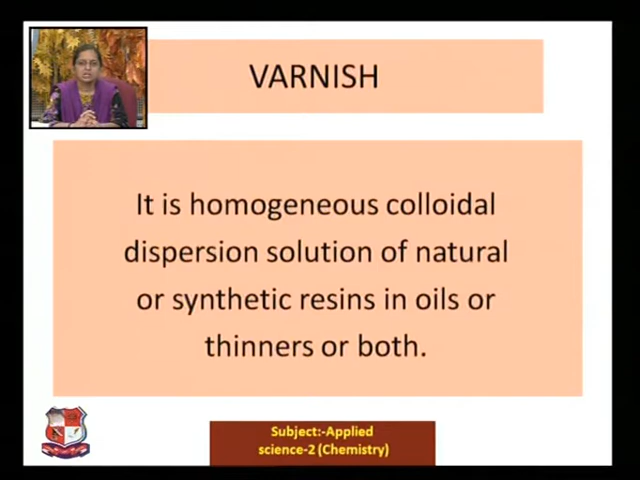 VARNISH
It is homogeneous colloidal
dispersion solution of natural
or synthetic resins in oils or
thinners or both.
Subject:-Applied
science-2 (Chemistry)